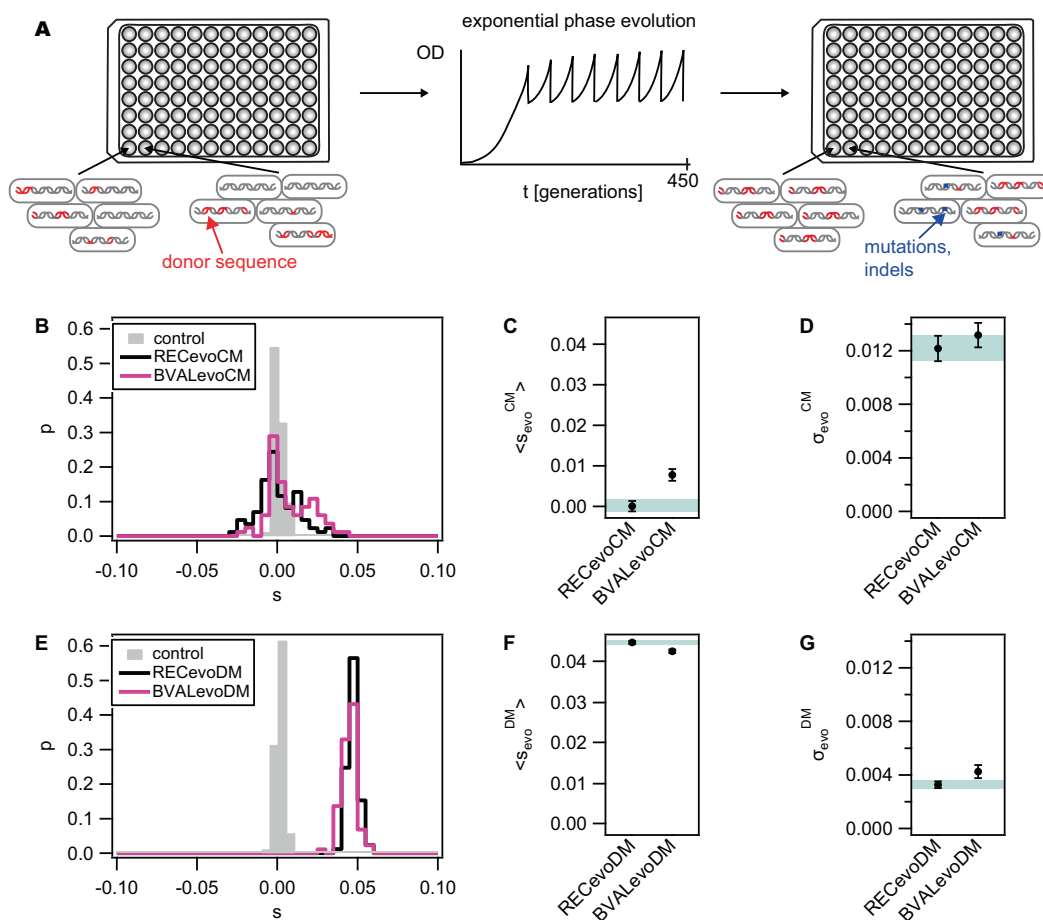 A
exponential phase evolution
OD
t [generations]
450
donor sequence
mutations,
indels
B
0.6
0.5
0.4
0.3
0.2
0.1
0.0
p
control
RECevoCM
BVALevoCM
-0.10
-0.05
0.00
0.05
0.10
s
C
0.04
0.03
0.02
0.01
0.00
<s_evo^CM>
RECevoCM
BVALevoCM
D
0.012
0.008
0.004
0.000
σ_evo^CM
RECevoCM
BVALevoCM
E
0.6
0.5
0.4
0.3
0.2
0.1
0.0
p
control
RECevoDM
BVALevoDM
-0.10
-0.05
0.00
0.05
0.10
s
F
0.04
0.03
0.02
0.01
0.00
<s_evo^DM>
RECevoDM
BVALevoDM
G
0.012
0.008
0.004
0.000
σ_evo^DM
RECevoDM
BVALevoDM